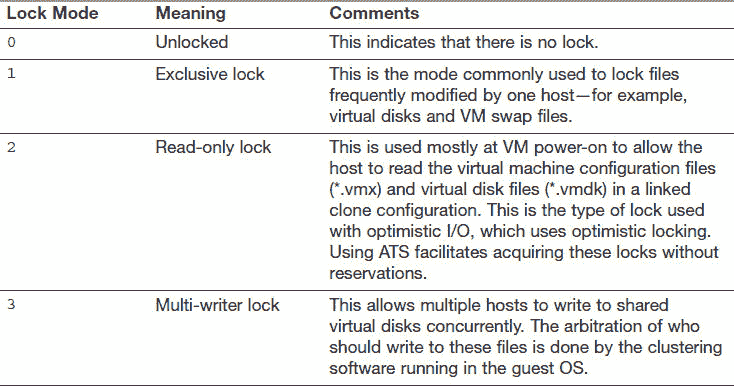 Lock Mode Meaning Comments
0 Unlocked This indicates that there is no lock.
1 Exclusive lock This is the mode commonly used to lock files
frequently modified by one host—for example,
virtual disks and VM swap files.
2 Read-only lock This is used mostly at VM power-on to allow the
host to read the virtual machine configuration files
(*.vmx) and virtual disk files (*.vmdk) in a linked
clone configuration. This is the type of lock used
with optimistic I/O, which uses optimistic locking.
Using ATS facilitates acquiring these locks without
reservations.
3 Multi-writer lock This allows multiple hosts to write to shared
virtual disks concurrently. The arbitration of who
should write to these files is done by the clustering
software running in the guest OS.